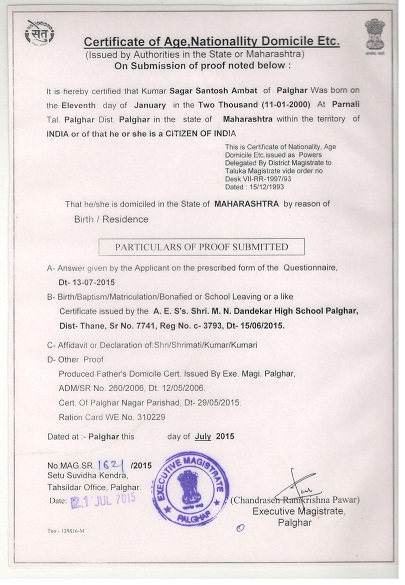 सेतु
Certificate of Age,Nationallity Domicile Etc.
(Issued by Authorities in the State or Maharashtra)
On Submission of proof noted below :
It is hereby certified that Kumar Sagar Santosh Ambat of Palghar Was born on
the Eleventh day of January in the Two Thousand (11-01-2000) At Parnali
Tal. Palghar Dist. Palghar in the state of Maharashtra within the territory of
INDIA or of that he or she is a CITIZEN OF INDIA
This is Certificate of Nationality, Age
Domicile Etc.issued as Powers
Delegated By District Magistrate to
Taluka Magistrate vide order no
Desk VII-RR-1997/93
Dated : 15/12/1993
That he/she is domiciled in the State of MAHARASHTRA by reason of
Birth / Residence
PARTICULARS OF PROOF SUBMITTED
A- Answer given by the Applicant on the prescribed form of the Questionnaire,
Dt- 13-07-2015
B- Birth/Baptism/Matriculation/Bonafied or School Leaving or a like
Certificate issued by the A. E. S's. Shri. M. N. Dandekar High School Palghar,
Dist- Thane, Sr No. 7741, Reg No. c- 3793, Dt- 15/06/2015.
C- Affidavit or Declaration of:Shri/Shrimati/Kumar/Kumari
D- Other Proof
Produced Father's Domicile Cert. Issued By Exe. Magi. Palghar,
ADM/SR No. 260/2006, Dt. 12/05/2006.
Cert. Of Palghar Nagar Parishad, Dt- 29/05/2015.
Ration Card WE No. 310229
Dated at :- Palghar this day of July 2015
No.MAG.SR. 1621 /2015
Setu Suvidha Kendra,
Tahsildar Office, Palghar.
Date: 21 JUL 2015
EXECUTIVE MAGISTRATE
PALGHAR
(Chandrasen Ramkrishna Pawar)
Executive Magistrate,
Palghar